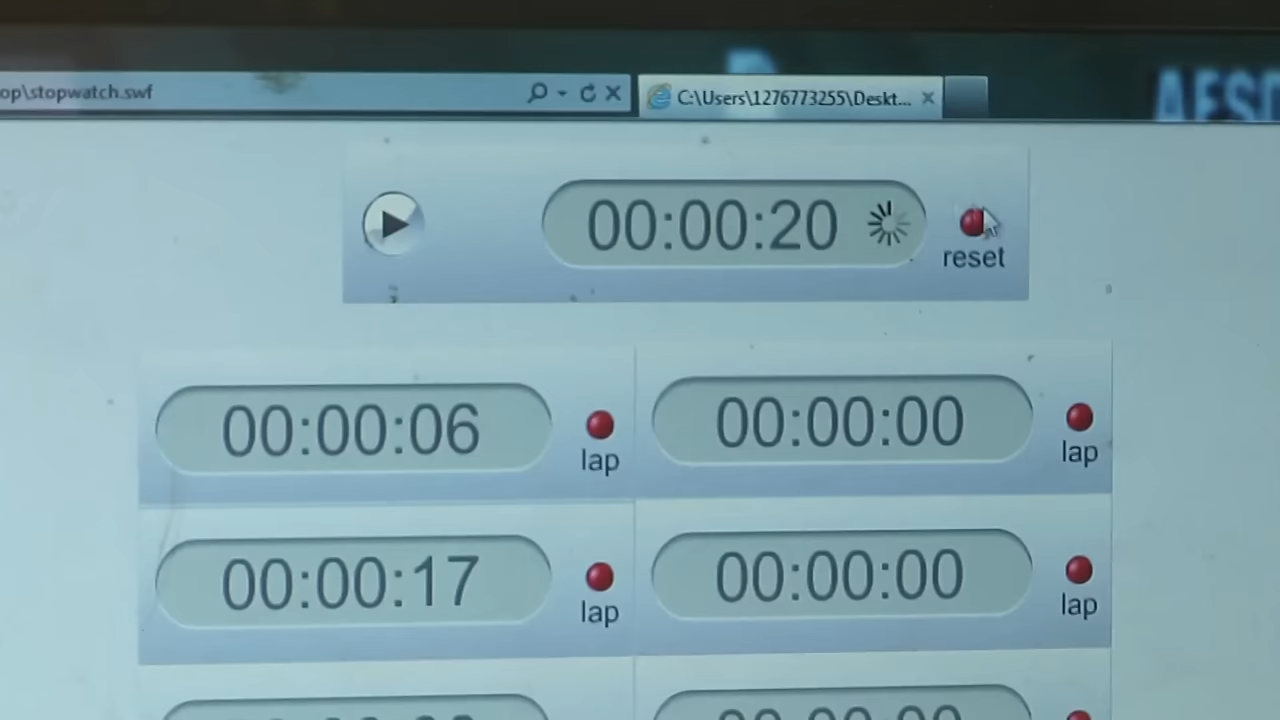 op\stopwatch.swf
C:\Users\1276773255\Deskt...
00:00:20
reset
00:00:06 lap
00:00:00 lap
00:00:17 lap
00:00:00 lap